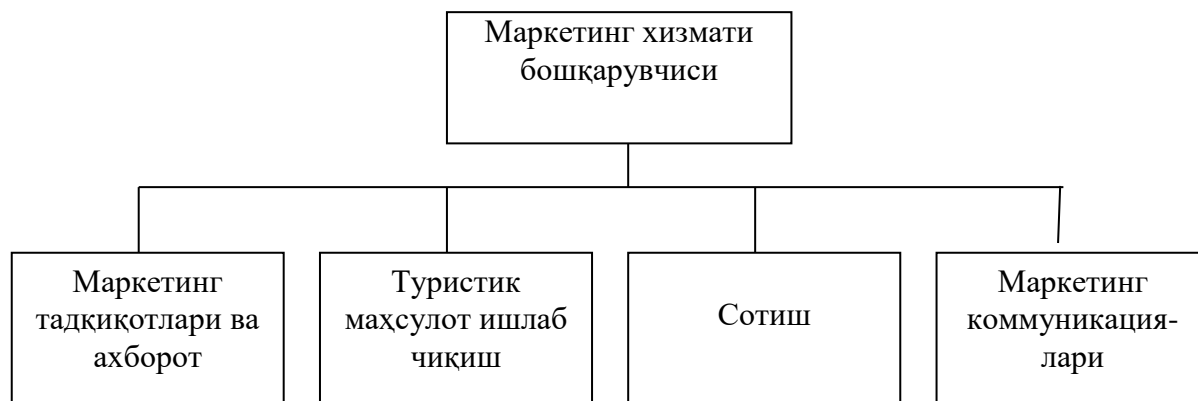 Маркетинг хизмати
бошқарувчиси
Маркетинг
тадқиқотлари ва
ахборот
Туристик
маҳсулот ишлаб
чиқиш
Сотиш
Маркетинг
коммуникация-
лари